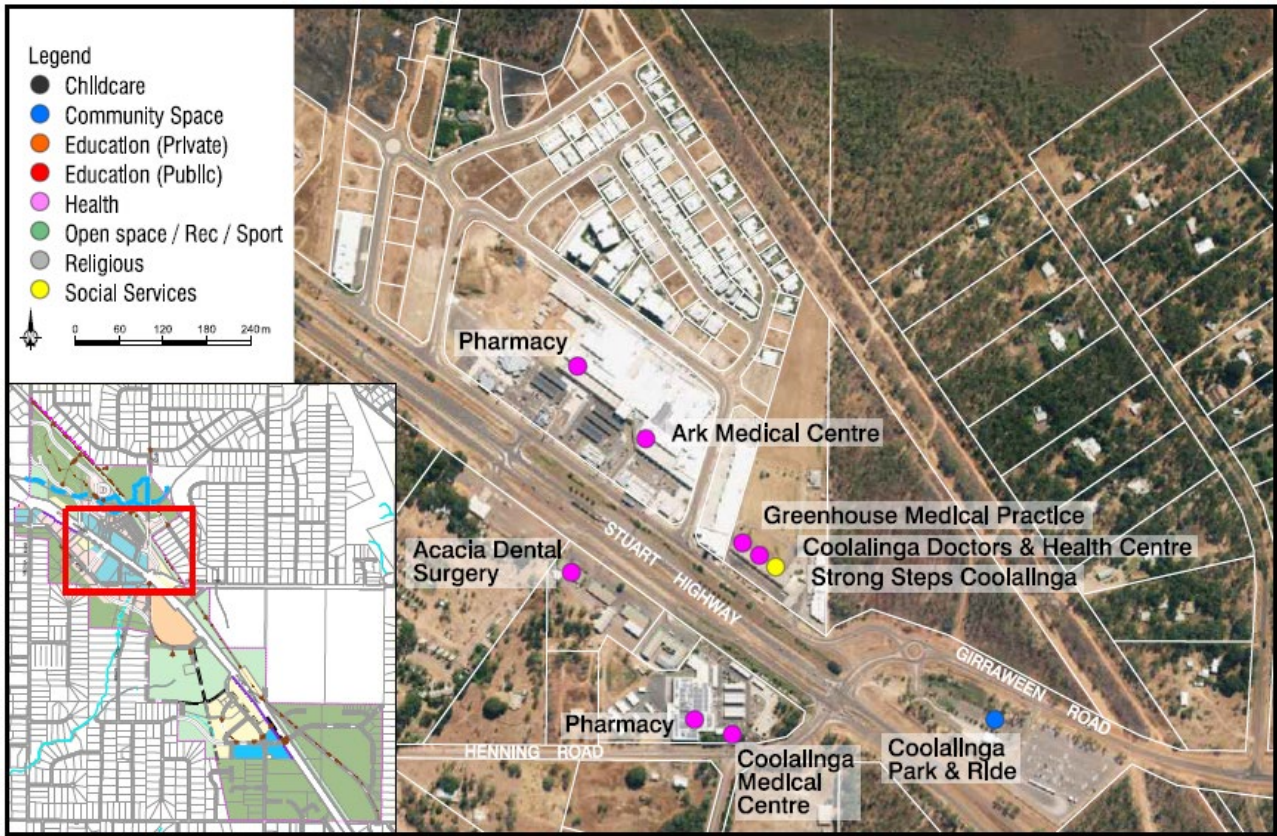 Legend
Childcare
Community Space
Education (Private)
Education (Public)
Health
Open space / Rec / Sport
Religious
Social Services
0 60 120 180 240 m
Pharmacy
Ark Medical Centre
Greenhouse Medical Practice
Coolalinga Doctors & Health Centre
Strong Steps Coolalinga
Acacia Dental
Surgery
STUART HIGHWAY
GIRRAWEEN ROAD
Pharmacy
HENNING ROAD
Coolalinga
Medical
Centre
Coolalinga
Park & Ride